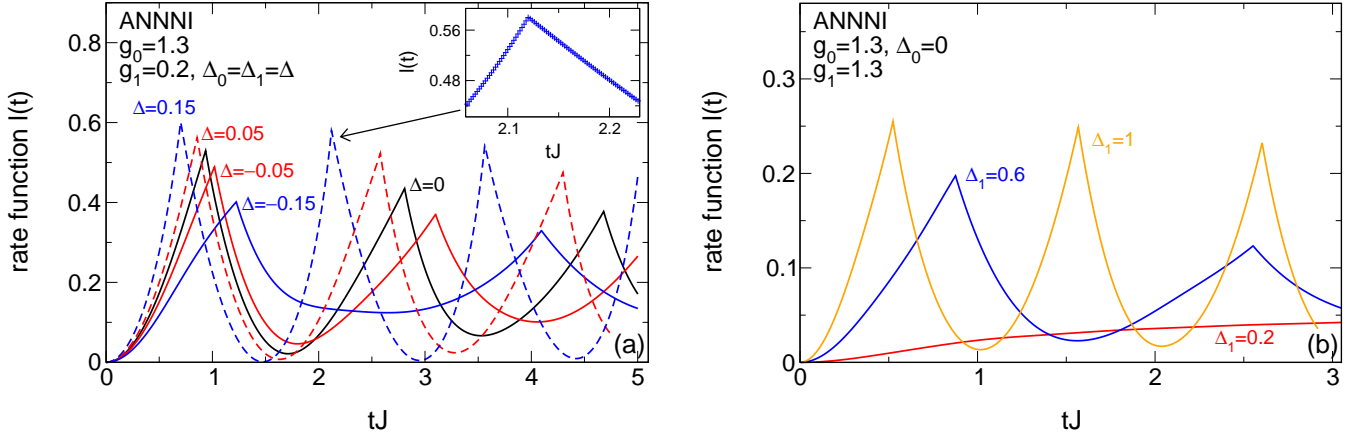 ANNNI
g₀=1.3
g₁=0.2, Δ₀=Δ₁=Δ
Δ=0.15
Δ=0.05
Δ=−0.05
Δ=−0.15
Δ=0
rate function l(t)
0.8
0.6
0.4
0.2
0
0 1 2 3 4 5
tJ
(a)
l(t)
0.56
0.48
2.1 2.2
tJ
ANNNI
g₀=1.3, Δ₀=0
g₁=1.3
Δ₁=1
Δ₁=0.6
Δ₁=0.2
rate function l(t)
0.3
0.2
0.1
0
0 1 2 3
tJ
(b)